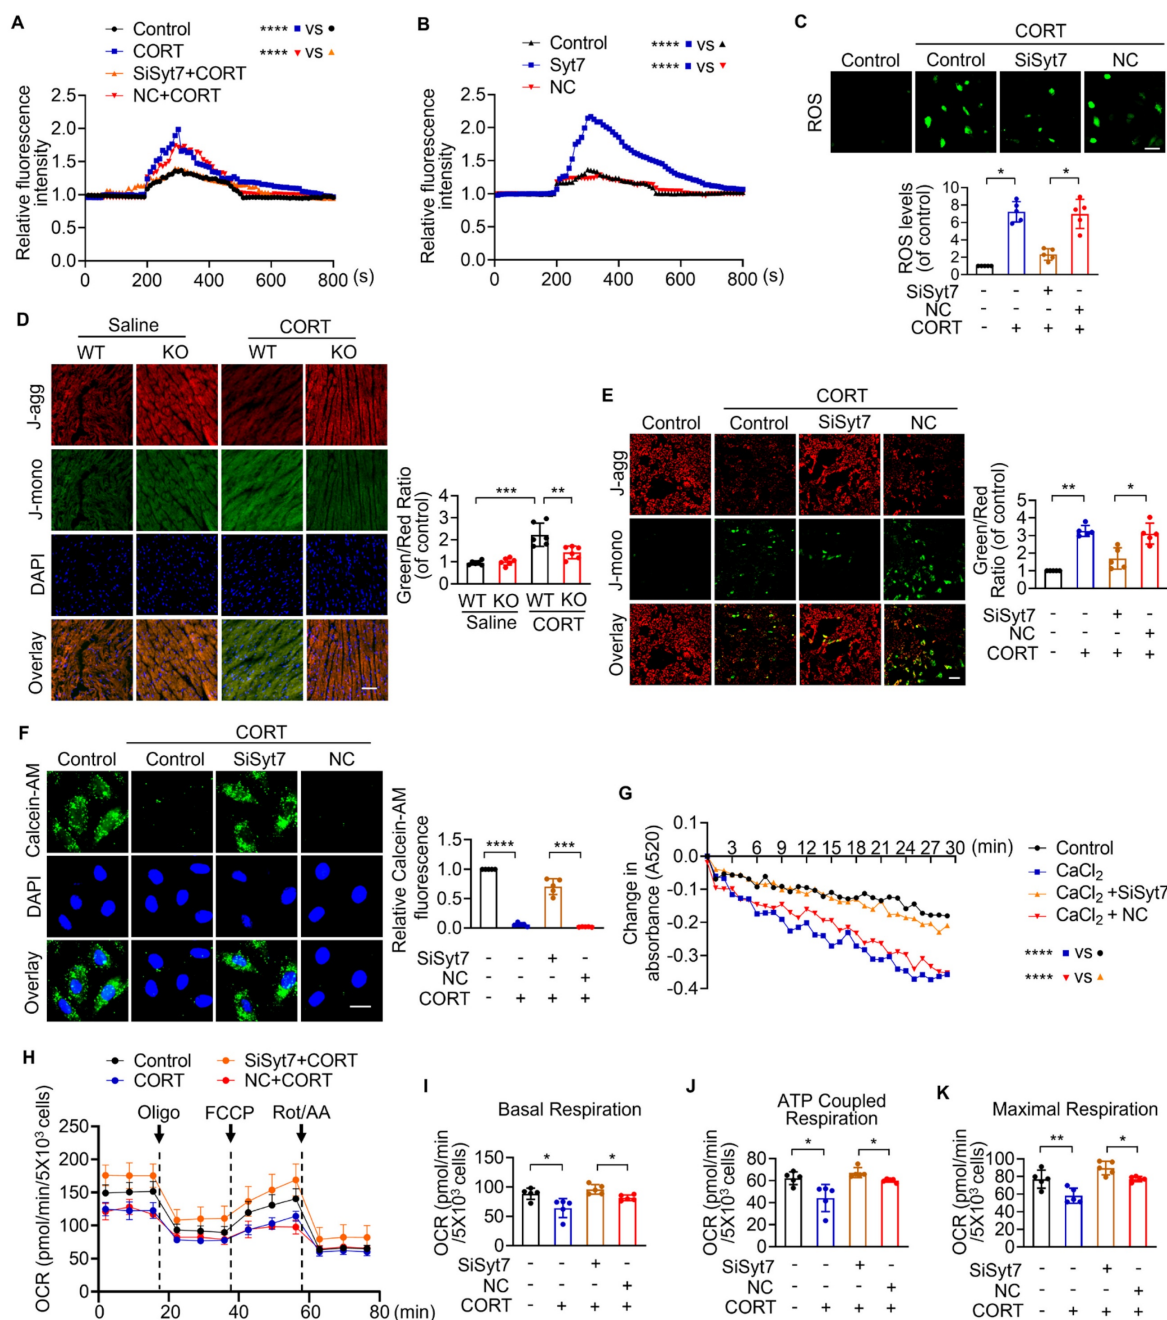 A
Control
CORT
SiSyt7+CORT
NC+CORT
**** ■ vs ●
**** ▼ vs ▲
Relative fluorescence
intensity
2.5
2.0
1.5
1.0
0.5
0.0
0 200 400 600 800 (s)
B
Control
Syt7
NC
**** ■ vs ▲
**** ■ vs ▼
Relative fluorescence
intensity
2.5
2.0
1.5
1.0
0.5
0.0
0 200 400 600 800 (s)
C
CORT
Control Control SiSyt7 NC
ROS
ROS levels
(of control)
10
8
6
4
2
0
* *
SiSyt7 - - + -
NC - - - +
CORT - + + +
D
Saline CORT
WT KO WT KO
J-agg
J-mono
DAPI
Overlay
Green/Red Ratio
(of control)
4
3
2
1
0
*** **
WT KO WT KO
Saline CORT
E
CORT
Control Control SiSyt7 NC
J-agg
J-mono
Overlay
Green/Red
Ratio (of control)
5
4
3
2
1
0
** *
SiSyt7 - - + -
NC - - - +
CORT - + + +
F
CORT
Control Control SiSyt7 NC
Calcein-AM
DAPI
Overlay
Relative Calcein-AM
fluorescence
1.5
1.0
0.5
0.0
**** ***
SiSyt7 - - + -
NC - - - +
CORT - + + +
G
Change in
absorbance (A520)
0.1
0.0
-0.1
-0.2
-0.3
-0.4
3 6 9 12 15 18 21 24 27 30 (min)
Control
CaCl₂
CaCl₂ +SiSyt7
CaCl₂ + NC
**** ■ vs ●
**** ▼ vs ▲
H
Control
CORT
SiSyt7+CORT
NC+CORT
Oligo FCCP Rot/AA
OCR (pmol/min/5X10³ cells)
250
200
150
100
50
0
0 20 40 60 80 (min)
I
Basal Respiration
OCR (pmol/min
/5X10³ cells)
150
100
50
0
* *
SiSyt7 - - + -
NC - - - +
CORT - + + +
J
ATP Coupled
Respiration
OCR (pmol/min
/5X10³ cells)
80
60
40
20
0
* *
SiSyt7 - - + -
NC - - - +
CORT - + + +
K
Maximal Respiration
OCR (pmol/min
/5X10³ cells)
100
80
60
40
20
0
** *
SiSyt7 - - + -
NC - - - +
CORT - + + +